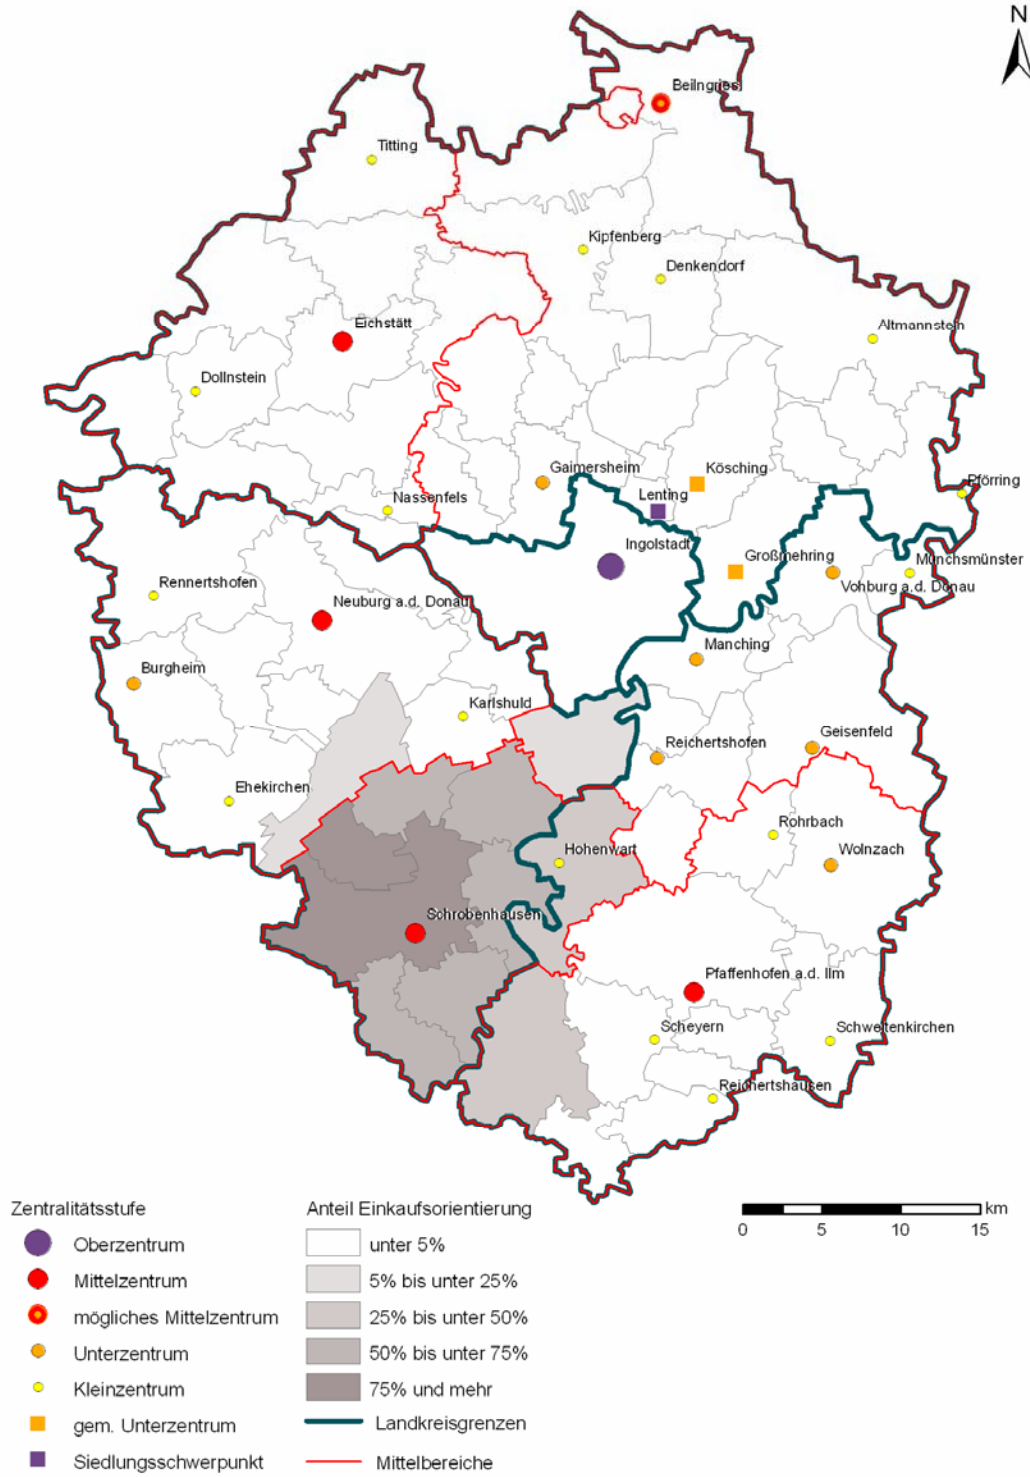 N
Beilngries
Titting
Kipfenberg
Denkendorf
Eichstätt
Altmannstein
Dollnstein
Gaimersheim
Kösching
Nassenfels
Lenting
Pförring
Ingolstadt
Großmehring
Münchsmünster
Rennertshofen
Vohburg a.d. Donau
Neuburg a.d. Donau
Manching
Burgheim
Karlshuld
Reichertshofen
Geisenfeld
Ehekirchen
Rohrbach
Hohenwart
Wolnzach
Schrobenhausen
Pfaffenhofen a.d. Ilm
Scheyern
Schweitenkirchen
Reichertshausen
Zentralitätsstufe
Oberzentrum
Mittelzentrum
mögliches Mittelzentrum
Unterzentrum
Kleinzentrum
gem. Unterzentrum
Siedlungsschwerpunkt
Anteil Einkaufsorientierung
unter 5%
5% bis unter 25%
25% bis unter 50%
50% bis unter 75%
75% und mehr
Landkreisgrenzen
Mittelbereiche
km
0 5 10 15